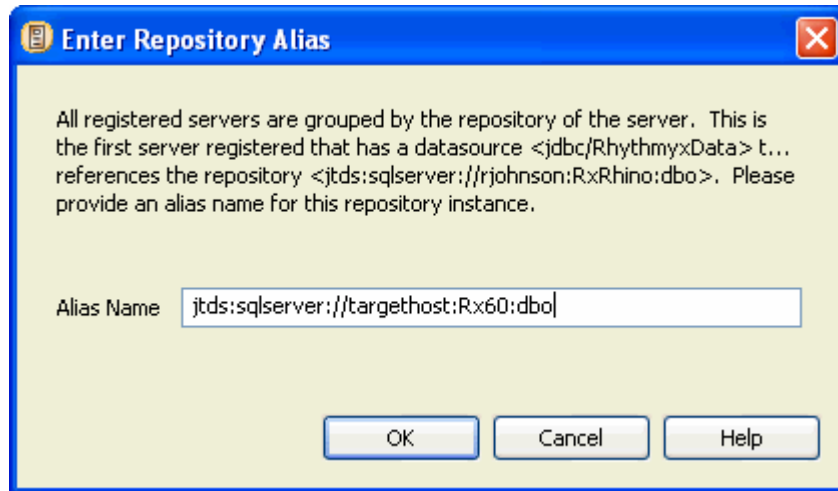 Enter Repository Alias
All registered servers are grouped by the repository of the server.  This is
the first server registered that has a datasource <jdbc/RhythmyxData> t...
references the repository <jtds:sqlserver://rjohnson:RxRhino:dbo>.  Please
provide an alias name for this repository instance.
Alias Name jtds:sqlserver://targethost:Rx60:dbo
OK Cancel Help